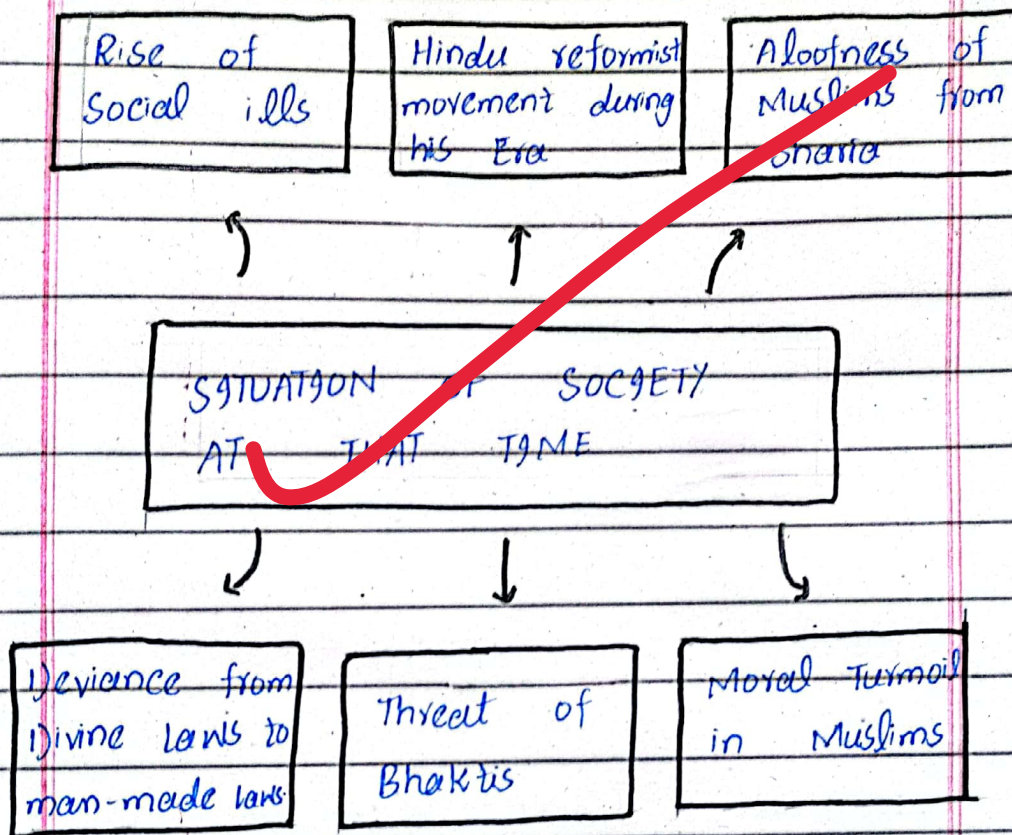 Rise of
Social ills
Hindu reformist
movement during
his Era
Aloofness of
Muslims from
Sharia
SITUATION OF SOCIETY
AT THAT TIME
Deviance from
Divine Laws to
man-made laws.
Threat of
Bhaktis
Moral Turmoil
in Muslims